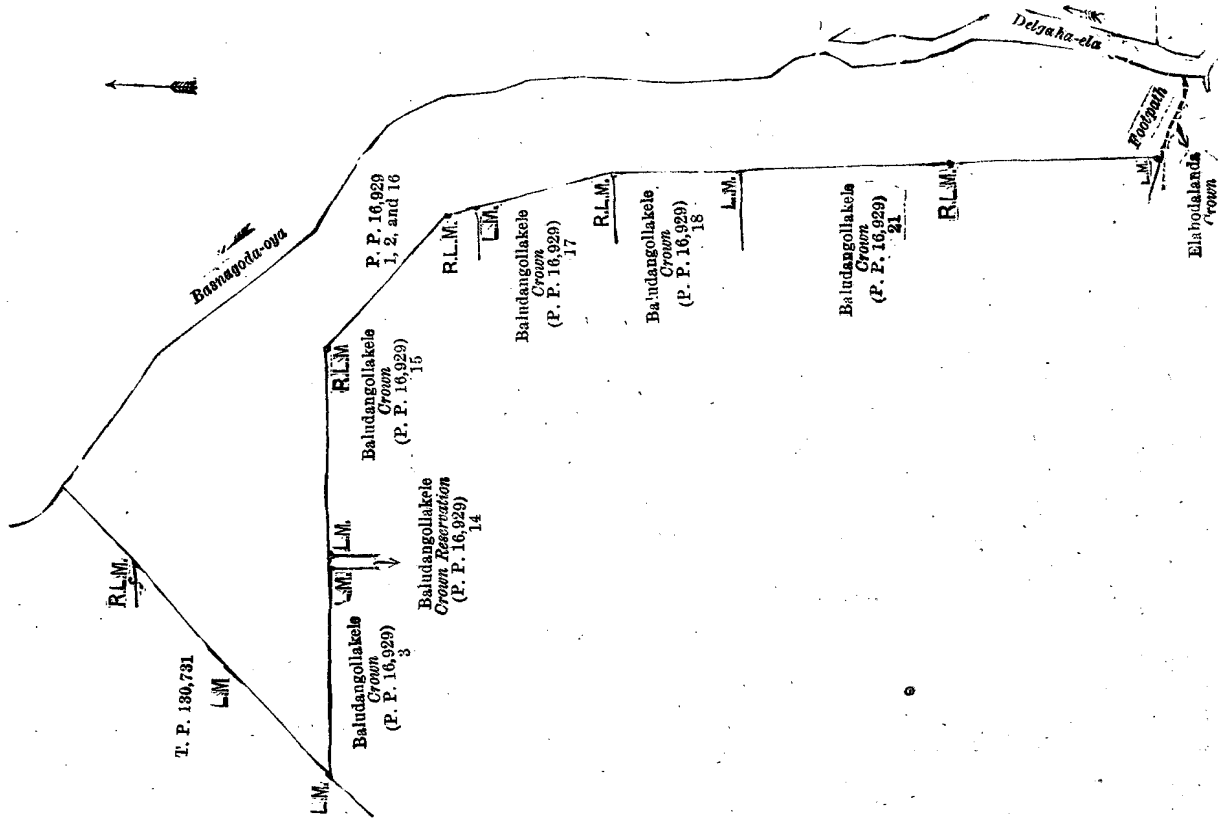 Delgaha-ela
Basnagoda-oya
Footpath
P. P. 16,929
1, 2, and 16
R.L.M.
L.M.
R.L.M.
L.M.
R.L.M.
L.M.
Elabodalanda
Crown
Baludangollakele
Crown
(P. P. 16,929)
17
Baludangollakele
Crown
(P. P. 16,929)
18
Baludangollakele
Crown
(P. P. 16,929)
21
R.L.M
Baludangollakele
Crown
(P. P. 16,929)
15
L.M.
L.M.
Baludangollakele
Crown Reservation
(P. P. 16,929)
14
R.L.M.
T. P. 130,731
L.M
Baludangollakele
Crown
(P. P. 16,929)
3
L.M.